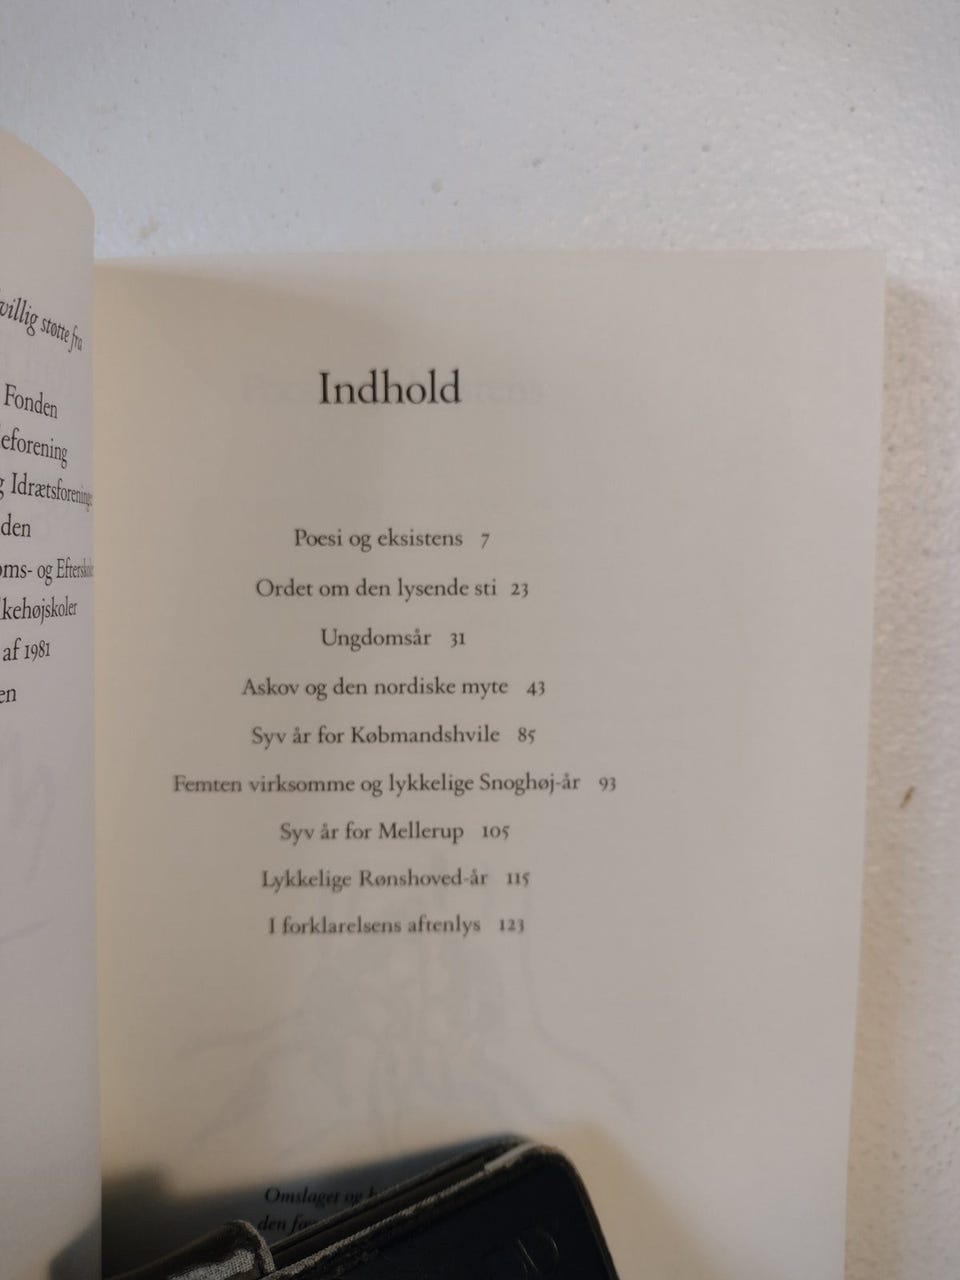 villig støtte fra
Fonden
eforening
g Idrætsforening
den
oms- og Eftersko
kehøjskoler
af 1981
en
Indhold
Poesi og eksistens 7
Ordet om den lysende sti 23
Ungdomsår 31
Askov og den nordiske myte 43
Syv år for Købmandshvile 85
Femten virksomme og lykkelige Snoghøj-år 93
Syv år for Mellerup 105
Lykkelige Rønshoved-år 115
I forklarelsens aftenlys 123
Omslaget og
den